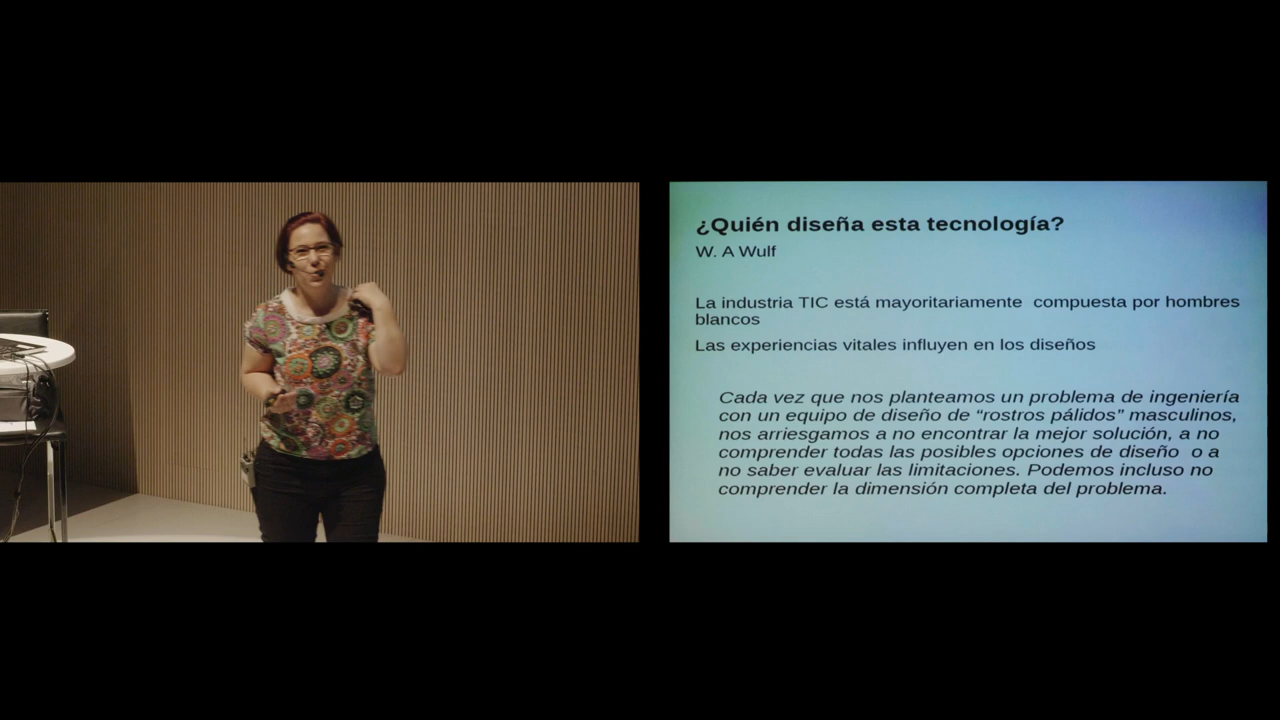 ¿Quién diseña esta tecnología?
W. A Wulf
La industria TIC está mayoritariamente compuesta por hombres
blancos
Las experiencias vitales influyen en los diseños
Cada vez que nos planteamos un problema de ingeniería
con un equipo de diseño de “rostros pálidos” masculinos,
nos arriesgamos a no encontrar la mejor solución, a no
comprender todas las posibles opciones de diseño o a
no saber evaluar las limitaciones. Podemos incluso no
comprender la dimensión completa del problema.